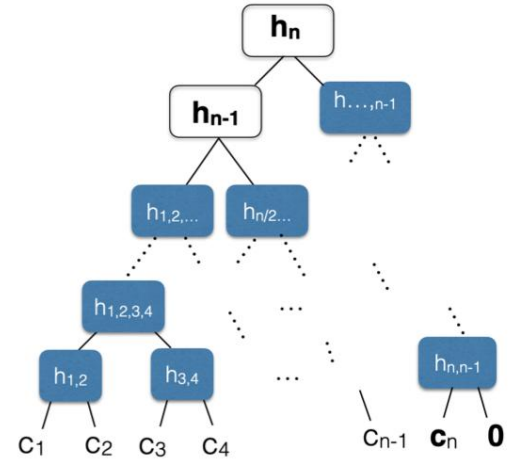 hn
hn-1
h...,n-1
h1,2,...
hn/2...
h1,2,3,4
...
h1,2
h3,4
...
hn,n-1
C1 C2 C3 C4 Cn-1 cn 0